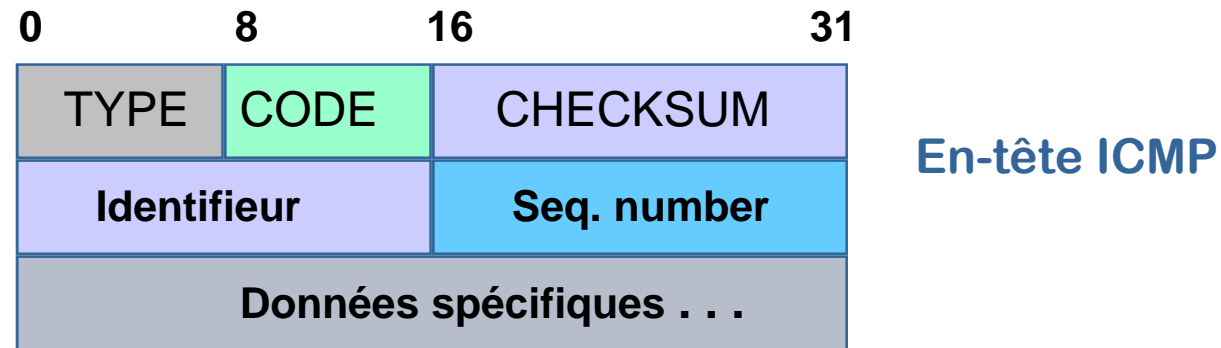 0 8 16 31
TYPE CODE CHECKSUM
En-tête ICMP
Identifieur Seq. number
Données spécifiques . . .